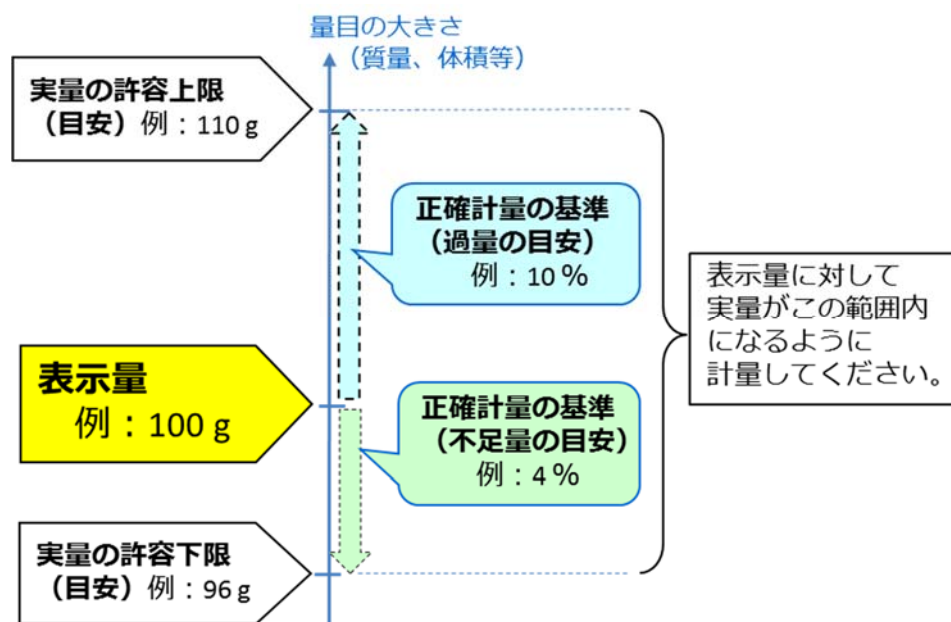 量目の大きさ
（質量、体積等）
実量の許容上限
（目安）例：110ｇ
正確計量の基準
（過量の目安）
例：10％
表示量に対して
実量がこの範囲内
になるように
計量してください。
表示量
例：100ｇ
正確計量の基準
（不足量の目安）
例：4％
実量の許容下限
（目安）例：96ｇ